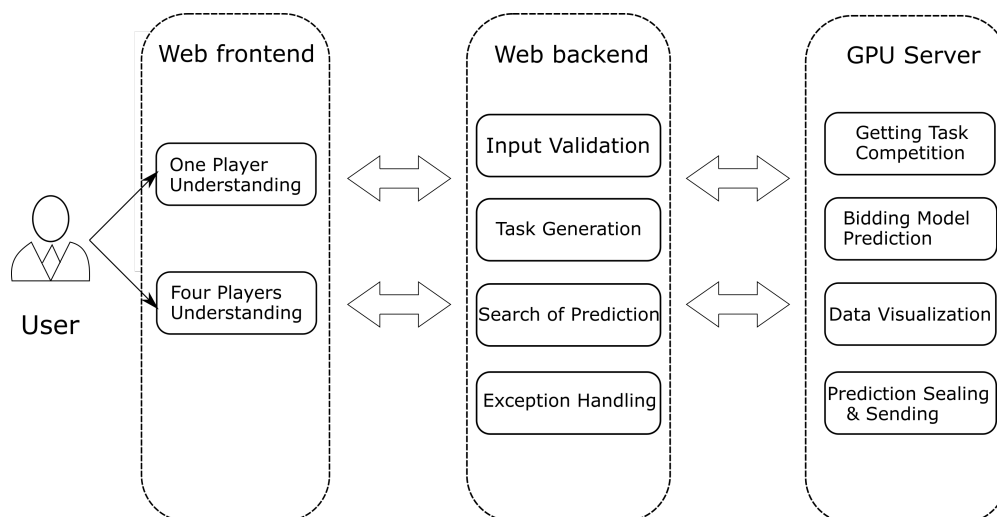 Web frontend
Web backend
GPU Server
One Player
Understanding
Four Players
Understanding
User
Input Validation
Task Generation
Search of Prediction
Exception Handling
Getting Task
Competition
Bidding Model
Prediction
Data Visualization
Prediction Sealing
& Sending